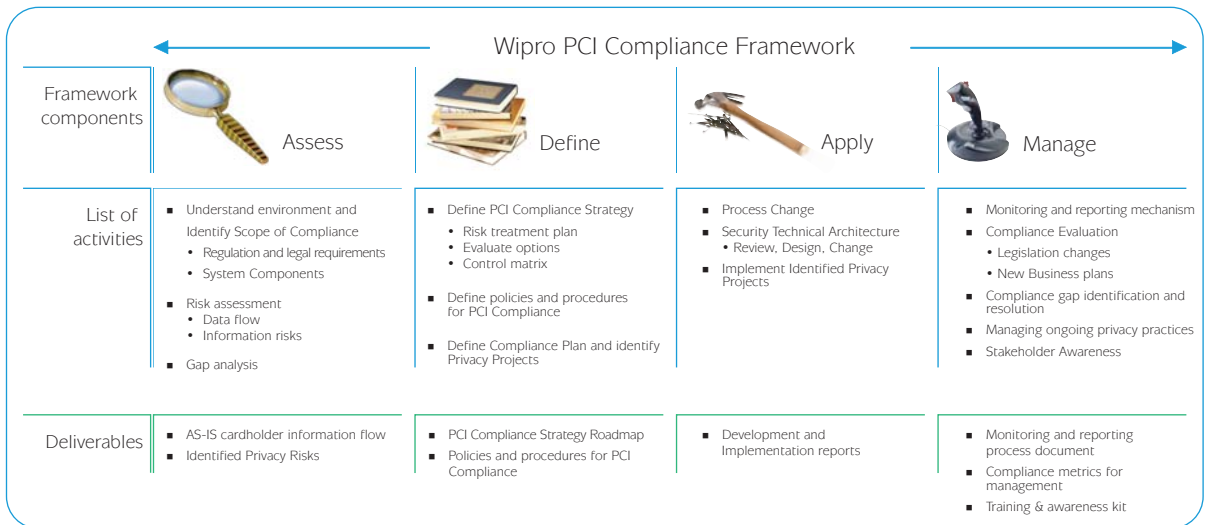 Wipro PCI Compliance Framework
Framework
components
Assess
Define
Apply
Manage
List of
activities
▪ Understand environment and
Identify Scope of Compliance
• Regulation and legal requirements
• System Components
▪ Risk assessment
• Data flow
• Information risks
▪ Gap analysis
▪ Define PCI Compliance Strategy
• Risk treatment plan
• Evaluate options
• Control matrix
▪ Define policies and procedures
for PCI Compliance
▪ Define Compliance Plan and identify
Privacy Projects
▪ Process Change
▪ Security Technical Architecture
• Review, Design, Change
▪ Implement Identified Privacy
Projects
▪ Monitoring and reporting mechanism
▪ Compliance Evaluation
• Legislation changes
• New Business plans
▪ Compliance gap identification and
resolution
▪ Managing ongoing privacy practices
▪ Stakeholder Awareness
Deliverables
▪ AS-IS cardholder information flow
▪ Identified Privacy Risks
▪ PCI Compliance Strategy Roadmap
▪ Policies and procedures for PCI
Compliance
▪ Development and
Implementation reports
▪ Monitoring and reporting
process document
▪ Compliance metrics for
management
▪ Training & awareness kit